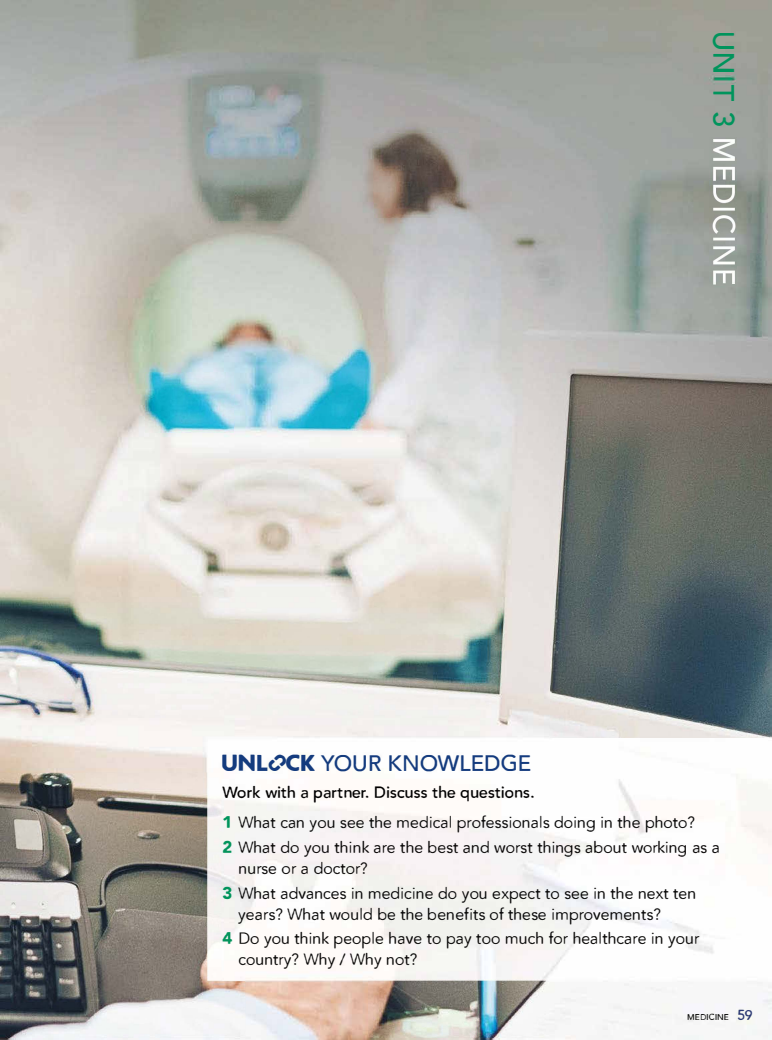 UNIT 3 MEDICINE
UNLOCK YOUR KNOWLEDGE
Work with a partner. Discuss the questions.
1 What can you see the medical professionals doing in the photo?
2 What do you think are the best and worst things about working as a
nurse or a doctor?
3 What advances in medicine do you expect to see in the next ten
years? What would be the benefits of these improvements?
4 Do you think people have to pay too much for healthcare in your
country? Why / Why not?
MEDICINE 59